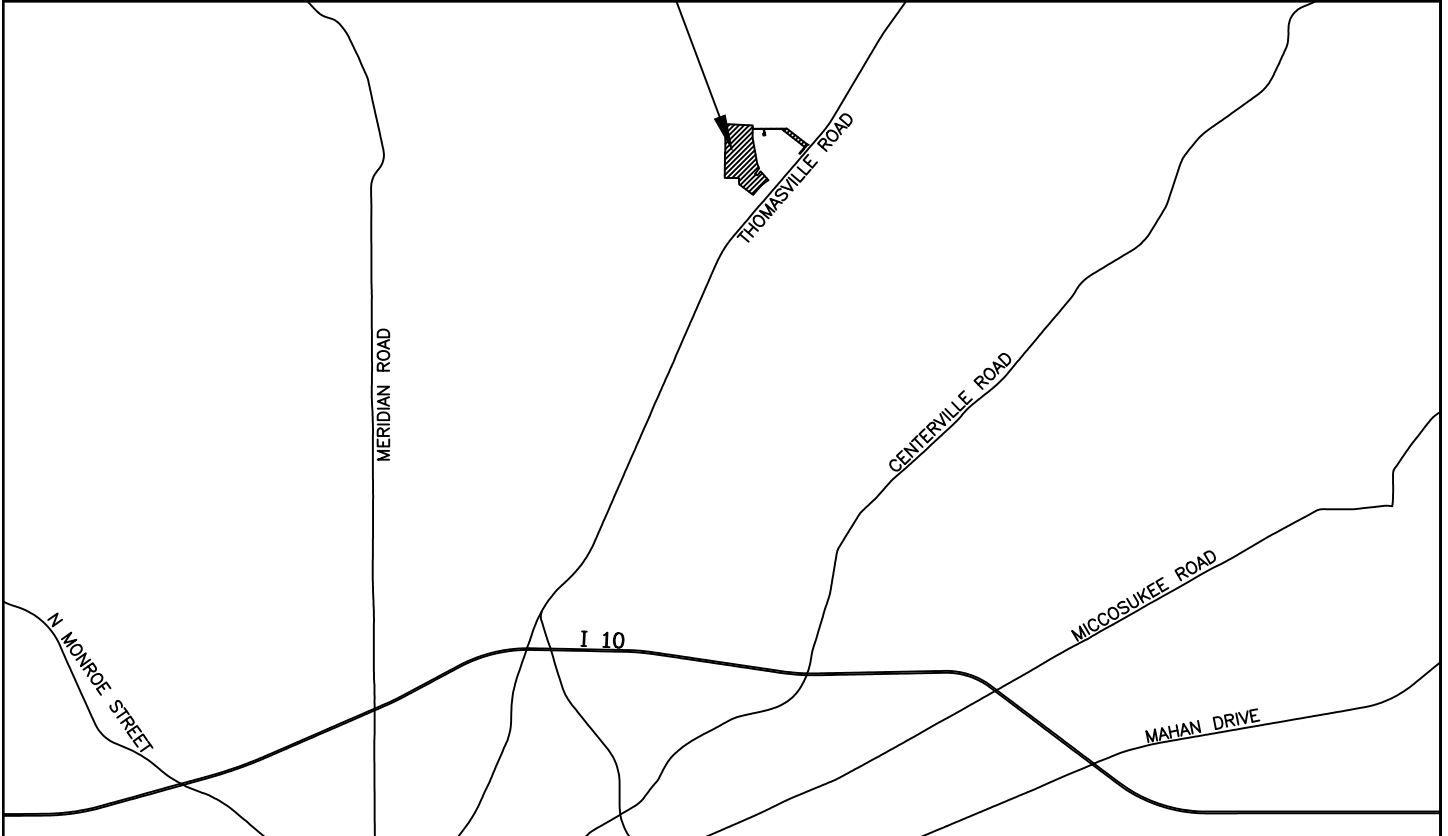 THOMASVILLE ROAD
MERIDIAN ROAD
CENTERVILLE ROAD
MICCOSUKEE ROAD
N MONROE STREET
I 10
MAHAN DRIVE